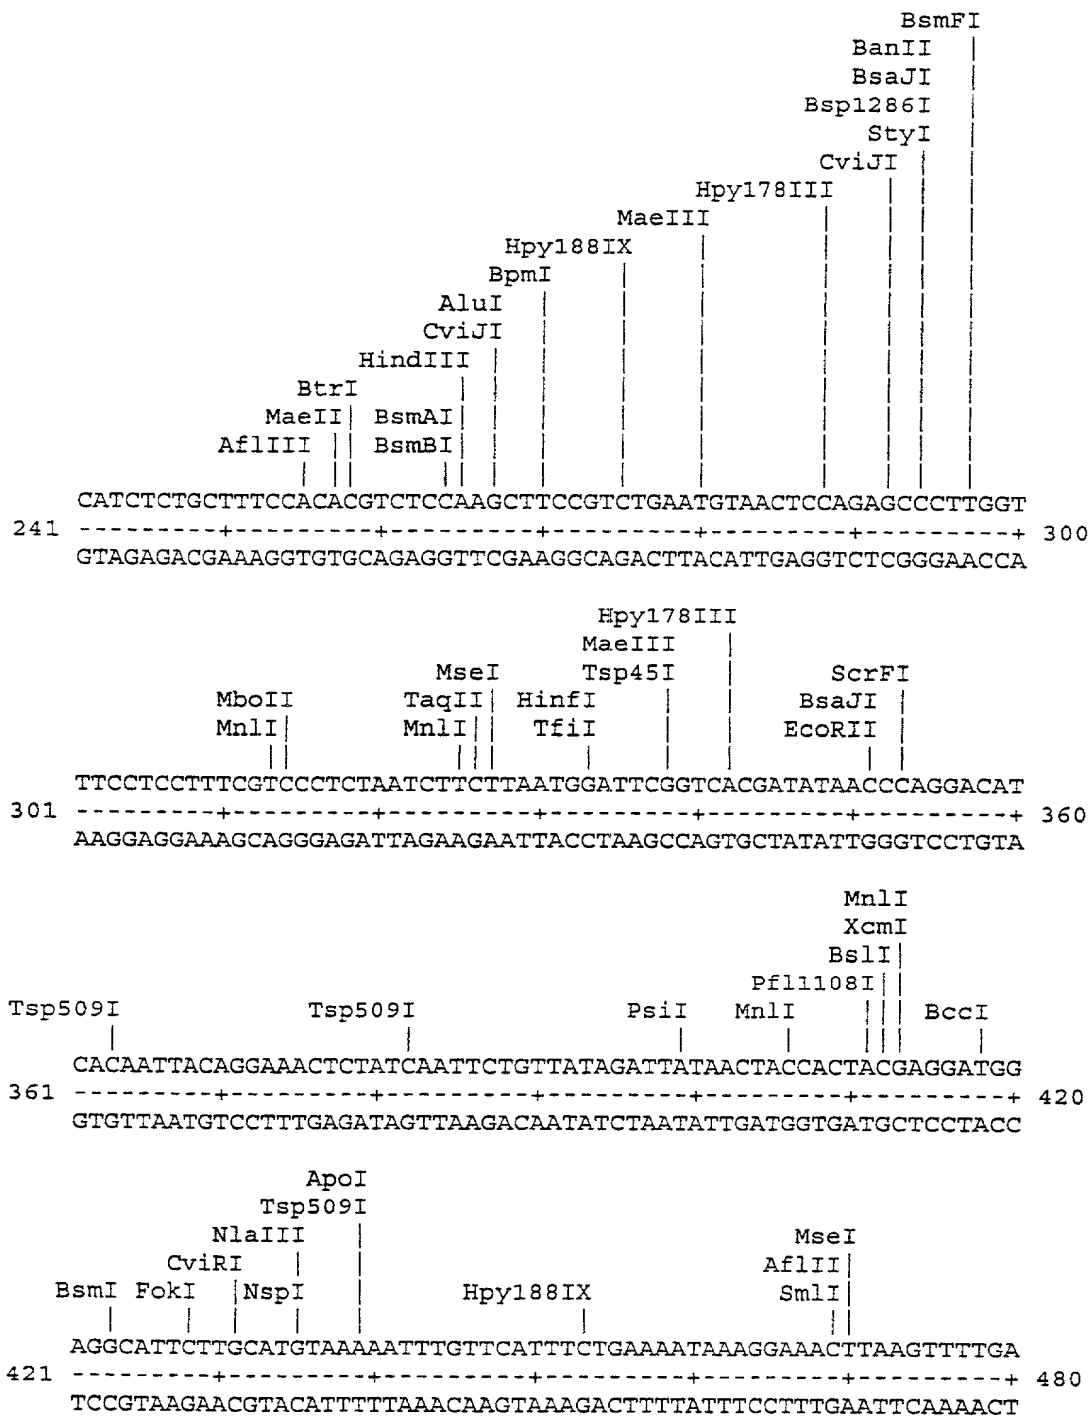 BsmFI
BanII
BsaJI
Bsp1286I
StyI
CviJI
Hpy178III
MaeIII
Hpy188IX
BpmI
AluI
CviJI
HindIII
BtrI
MaeII BsmAI
AflIII BsmBI
CATCTCTGCTTTCCACACGTCTCCAAGCTTCCGTCTGAATGTAACTCCAGAGCCCTTGGT
241 ---------+---------+---------+---------+---------+---------+ 300
GTAGAGACGAAAGGTGTGCAGAGGTTCGAAGGCAGACTTACATTGAGGTCTCGGGAACCA
Hpy178III
MaeIII
MseI Tsp45I ScrFI
MboII TaqII HinfI BsaJI
MnlI MnlI TfiI EcoRII
TTCCTCCTTTCGTCCCTCTAATCTTCTTAATGGATTCGGTCACGATATAACCCAGGACAT
301 ---------+---------+---------+---------+---------+---------+ 360
AAGGAGGAAAGCAGGGAGATTAGAAGAATTACCTAAGCCAGTGCTATATTGGGTCCTGTA
MnlI
XcmI
BslI
Pfl1108I
Tsp509I Tsp509I PsiI MnlI BccI
CACAATTACAGGAAACTCTATCAATTCTGTTATAGATTATAACTACCACTACGAGGATGG
361 ---------+---------+---------+---------+---------+---------+ 420
GTGTTAATGTCCTTTGAGATAGTTAAGACAATATCTAATATTGATGGTGATGCTCCTACC
ApoI
Tsp509I
NlaIII MseI
CviRI AflII
BsmI FokI NspI Hpy188IX SmlI
AGGCATTCTTGCATGTAAAAATTTGTTCATTTCTGAAAATAAAGGAAACTTAAGTTTTGA
421 ---------+---------+---------+---------+---------+---------+ 480
TCCGTAAGAACGTACATTTTTAAACAAGTAAAGACTTTTATTTCCTTTGAATTCAAAACT